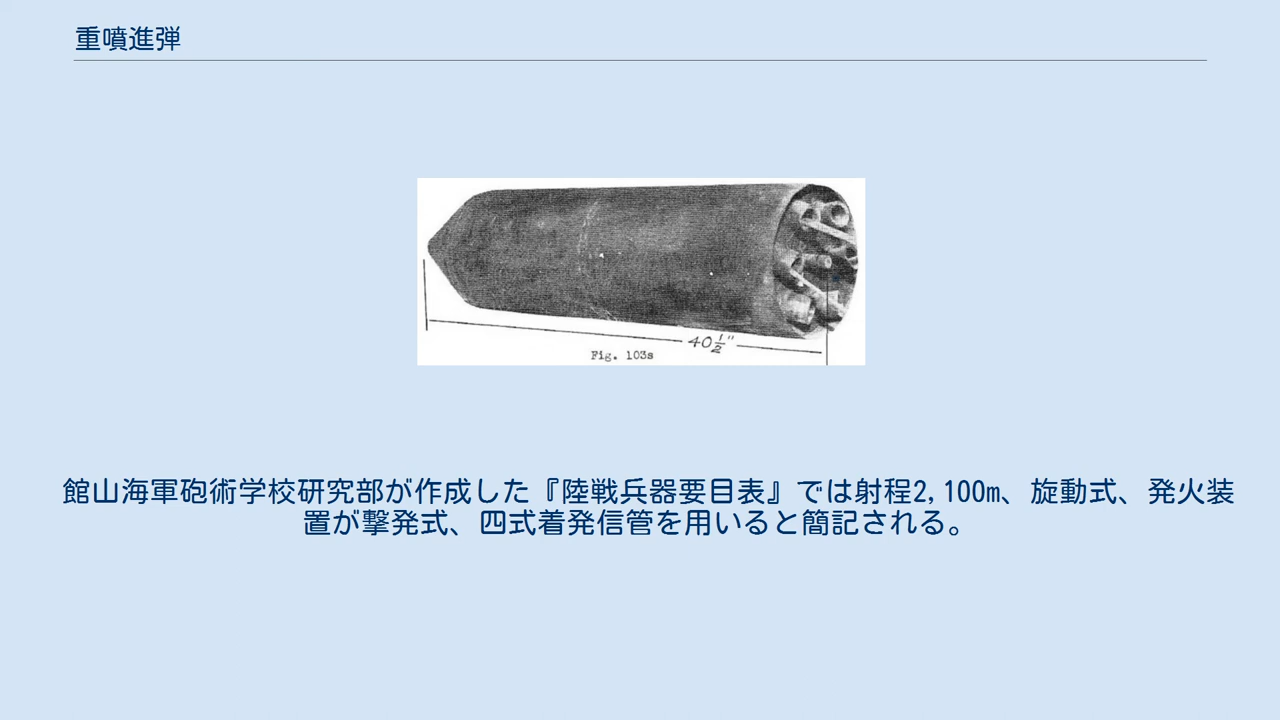 重噴進弾
40 1/2"
Fig. 103s
館山海軍砲術学校研究部が作成した『陸戦兵器要目表』では射程2,100m、旋動式、発火装
置が撃発式、四式着発信管を用いると簡記される。